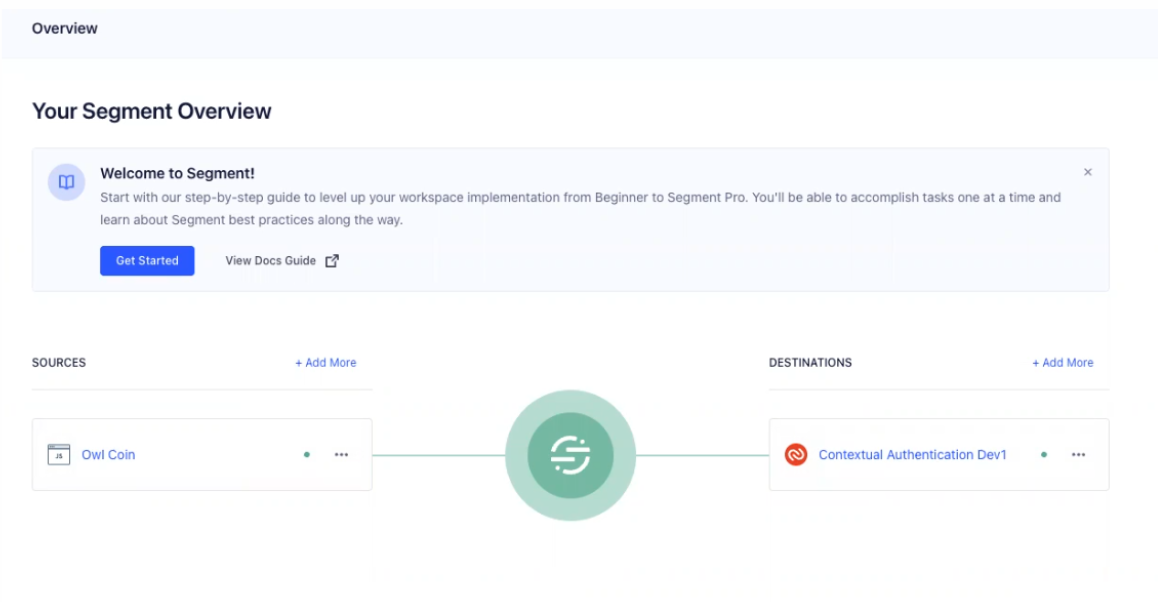 Overview
Your Segment Overview
Welcome to Segment!
Start with our step-by-step guide to level up your workspace implementation from Beginner to Segment Pro. You'll be able to accomplish tasks one at a time and
learn about Segment best practices along the way.
Get Started View Docs Guide
SOURCES + Add More
DESTINATIONS + Add More
JS Owl Coin
Contextual Authentication Dev1